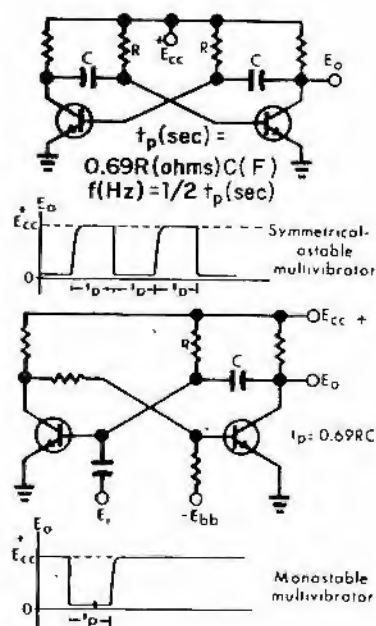 C R + Ecc R C Eo
tp(sec) =
0.69R(ohms)C(F)
f(Hz)=1/2 tp(sec)
+ Eo
Ecc
0
tp tp tp
Symmetrical-
astable
multivibrator
Ecc +
R C
Eo
tp= 0.69RC
-Ebb
Eo
+
Ecc
0
tp
Monostable
multivibrator